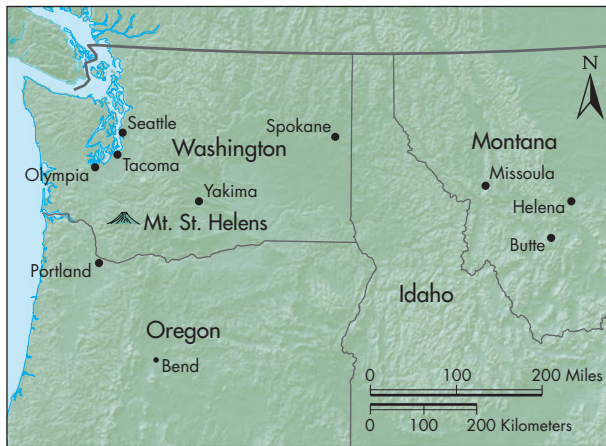 N
Seattle
Spokane
Washington
Montana
Tacoma
Olympia
Missoula
Yakima
Helena
Mt. St. Helens
Butte
Portland
Idaho
Oregon
Bend
0 100 200 Miles
0 100 200 Kilometers